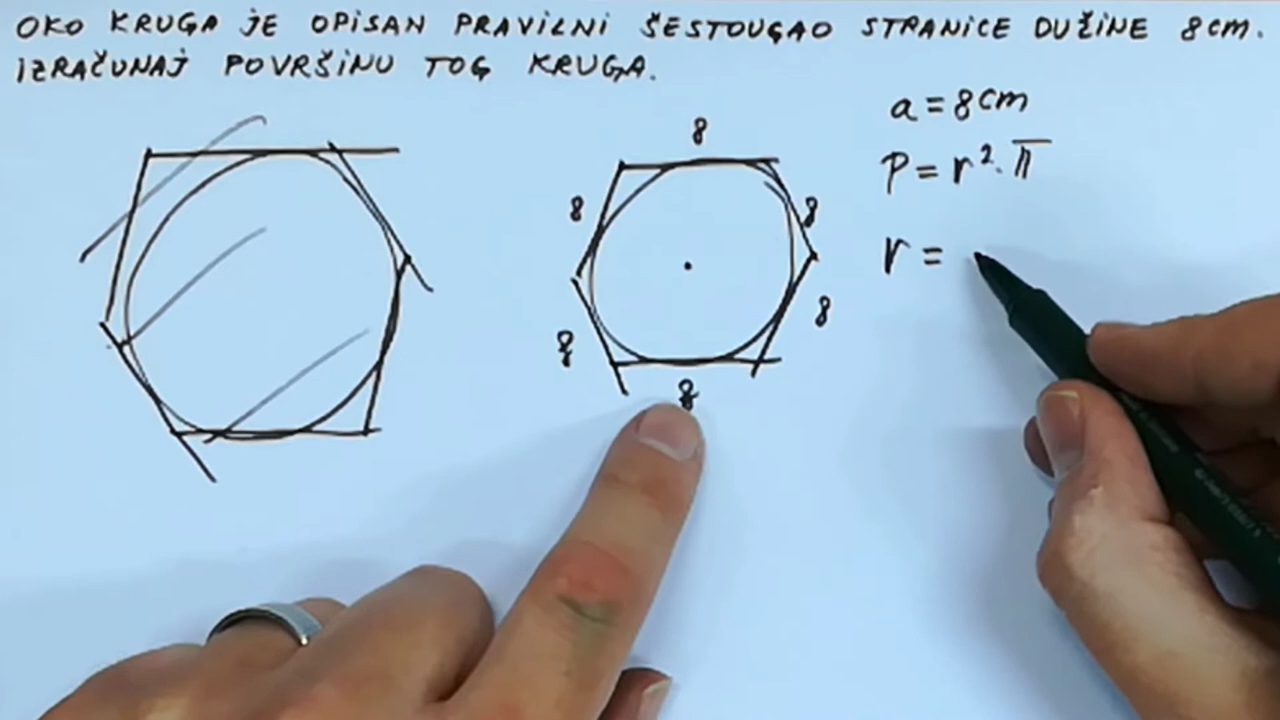 OKO KRUGA JE OPISAN PRAVILNI ŠESTOUGAO STRANICE DUŽINE 8cm.
IZRAČUNAJ POVRŠINU TOG KRUGA.
a = 8cm
P = r². π
r =
8
8
8
8
8
8